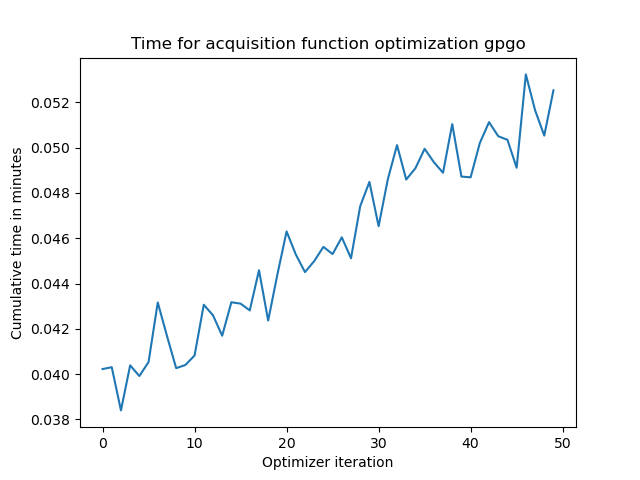 Time for acquisition function optimization gpgo
0.052
0.050
0.048
0.046
0.044
0.042
0.040
0.038
Cumulative time in minutes
0 10 20 30 40 50
Optimizer iteration